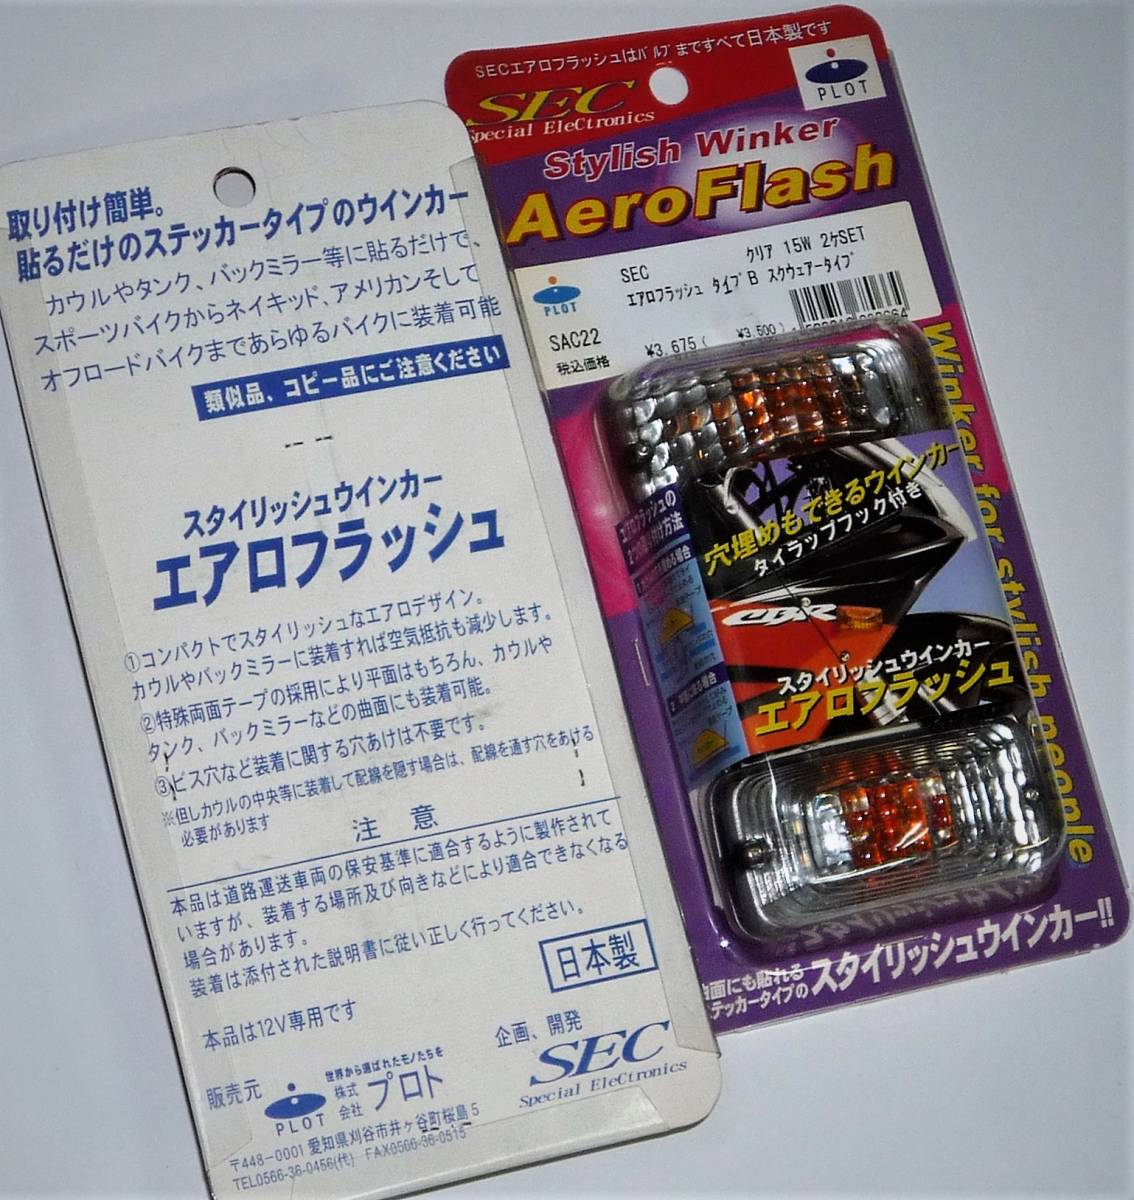 取り付け簡単。
貼るだけのステッカータイプのウインカー
カウルやタンク、バックミラー等に貼るだけで、
スポーツバイクからネイキッド、アメリカンそして
オフロードバイクまであらゆるバイクに装着可能
類似品、コピー品にご注意ください
スタイリッシュウインカー
エアロフラッシュ
①コンパクトでスタイリッシュなエアロデザイン。
カウルやバックミラーに装着すれば空気抵抗も減少します。
②特殊両面テープの採用により平面はもちろん、カウルや
タンク、バックミラーなどの曲面にも装着可能。
③ビス穴など装着に関する穴あけは不要です。
※但しカウルの中央等に装着して配線を隠す場合は、配線を通す穴をあける
必要があります
注 意
本品は道路運送車両の保安基準に適合するように製作されて
いますが、装着する場所及び向きなどにより適合できなくなる
場合があります。
装着は添付された説明書に従い正しく行ってください。
日本製
本品は12V専用です
企画、開発
SEC
Special EleCtronics
販売元
PLOT
世界から選ばれたモノたちを
株式会社 プロト
〒448-0001 愛知県刈谷市井ヶ谷町桜島5
TEL0566-36-0456(代) FAX0566-36-0515
SECエアロフラッシュはバルブまですべて日本製です
PLOT
SEC
Special EleCtronics
Stylish Winker
AeroFlash
PLOT
SEC クリア 15W 2ケSET
エアロフラッシュ タイプB スクウェアータイプ
SAC22
税込価格 ¥3,675 ( ¥3,500)
Winker for stylish people
エアロフラッシュの
穴埋めもできるウインカー
タイラップフック付き
CBR
スタイリッシュウインカー
エアロフラッシュ
曲面にも貼れる
ステッカータイプの スタイリッシュウインカー!!